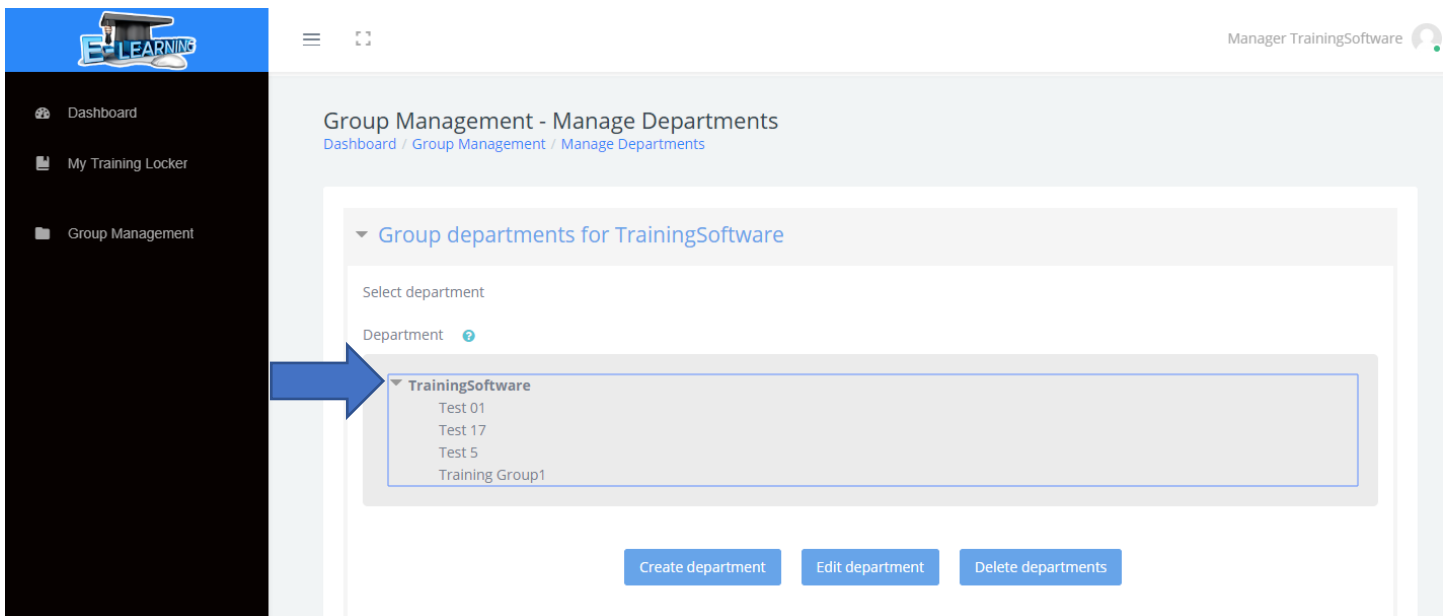 E-LEARNING
Manager TrainingSoftware
Dashboard
My Training Locker
Group Management
Group Management - Manage Departments
Dashboard / Group Management / Manage Departments
Group departments for TrainingSoftware
Select department
Department
TrainingSoftware
Test 01
Test 17
Test 5
Training Group1
Create department Edit department Delete departments